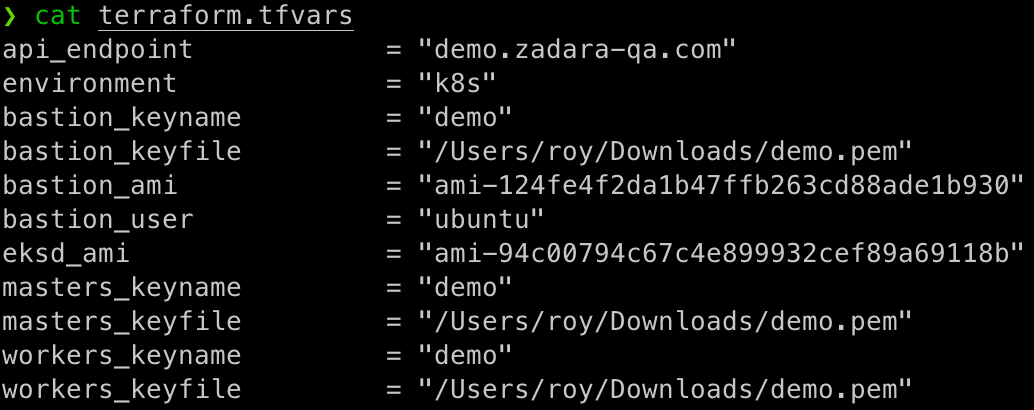 ❯ cat terraform.tfvars
api_endpoint = "demo.zadara-qa.com"
environment = "k8s"
bastion_keyname = "demo"
bastion_keyfile = "/Users/roy/Downloads/demo.pem"
bastion_ami = "ami-124fe4f2da1b47ffb263cd88ade1b930"
bastion_user = "ubuntu"
eksd_ami = "ami-94c00794c67c4e899932cef89a69118b"
masters_keyname = "demo"
masters_keyfile = "/Users/roy/Downloads/demo.pem"
workers_keyname = "demo"
workers_keyfile = "/Users/roy/Downloads/demo.pem"